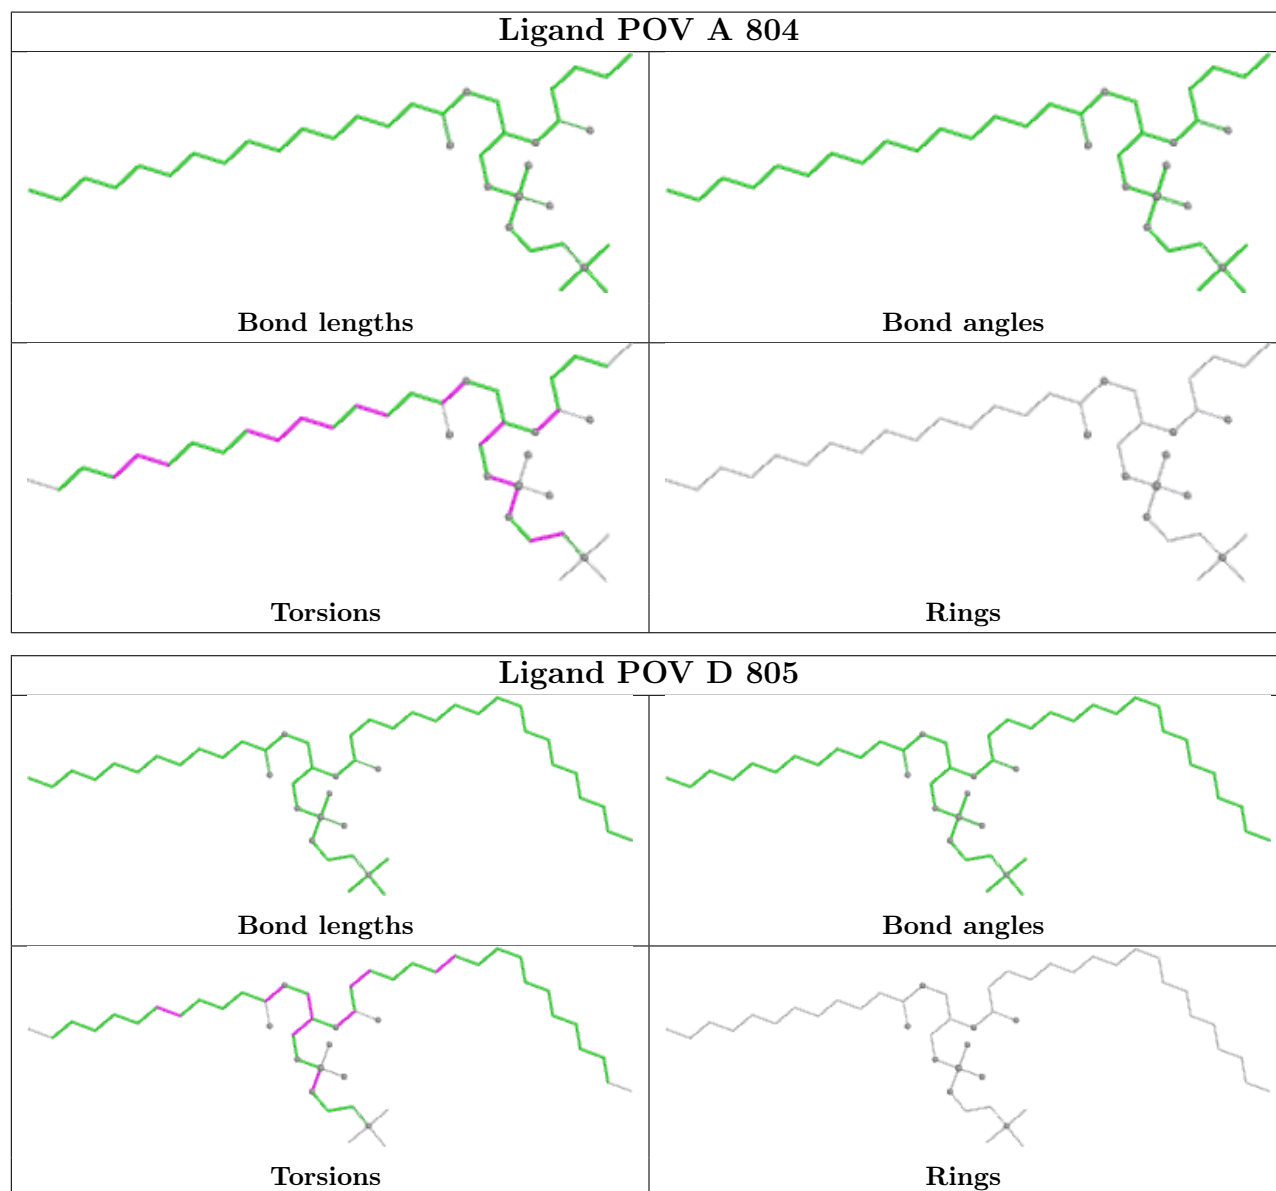 Ligand POV A 804
Bond lengths
Bond angles
Torsions
Rings
Ligand POV D 805
Bond lengths
Bond angles
Torsions
Rings